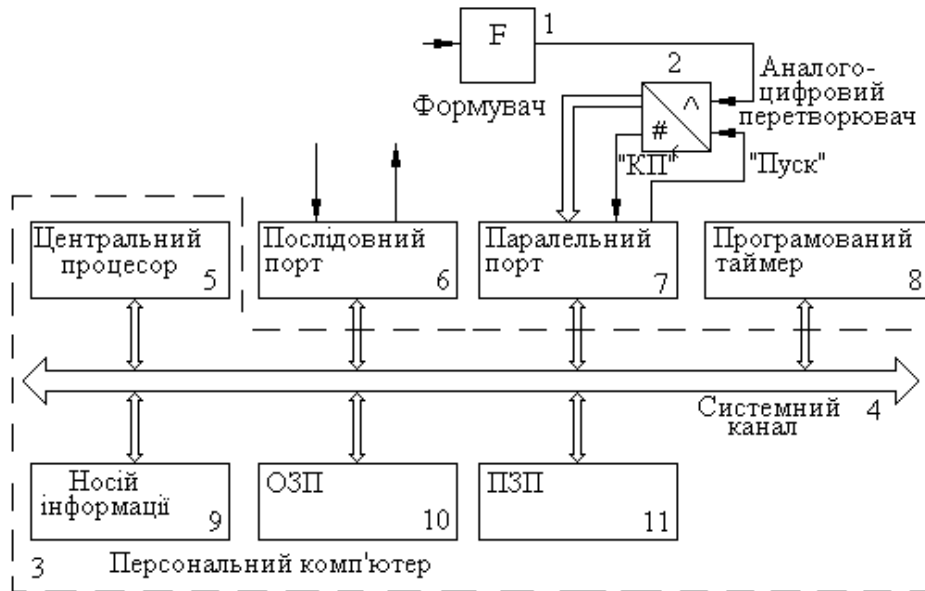 F
1
Формувач
2
^
#
Аналого-
цифровий
перетворювач
"КП"
"Пуск"
Центральний
процесор
5
Послідовний
порт
6
Паралельний
порт
7
Програмований
таймер
8
Системний
канал
4
Носій
інформації
9
ОЗП
10
ПЗП
11
3
Персональний комп'ютер